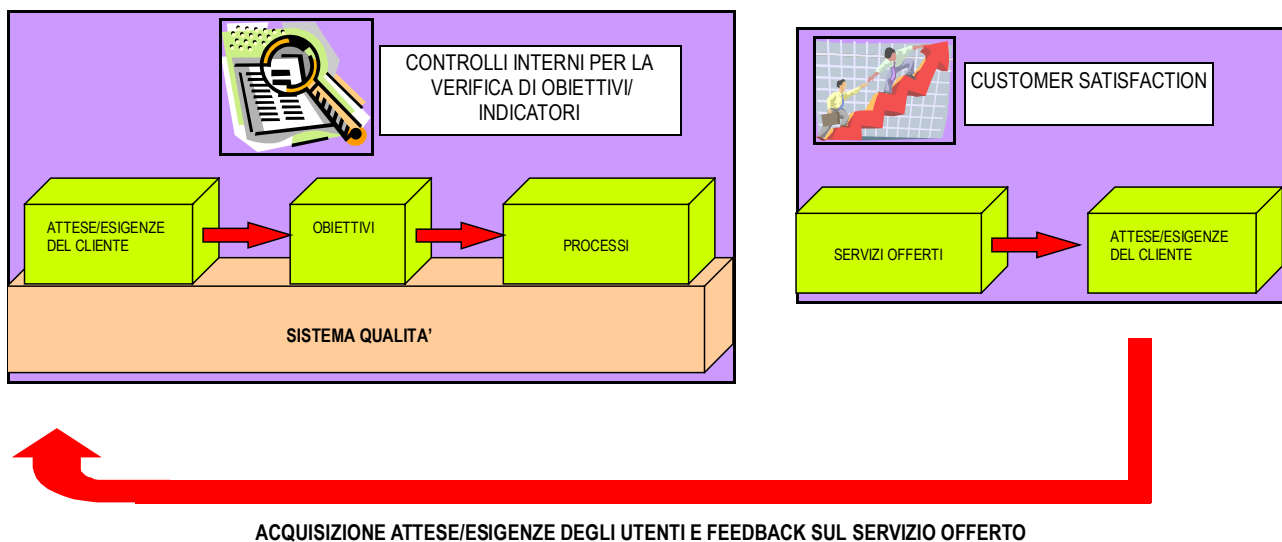 CONTROLLI INTERNI PER LA
VERIFICA DI OBIETTIVI/
INDICATORI
ATTESE/ESIGENZE
DEL CLIENTE
OBIETTIVI
PROCESSI
SISTEMA QUALITA'
CUSTOMER SATISFACTION
SERVIZI OFFERTI
ATTESE/ESIGENZE
DEL CLIENTE
ACQUISIZIONE ATTESE/ESIGENZE DEGLI UTENTI E FEEDBACK SUL SERVIZIO OFFERTO